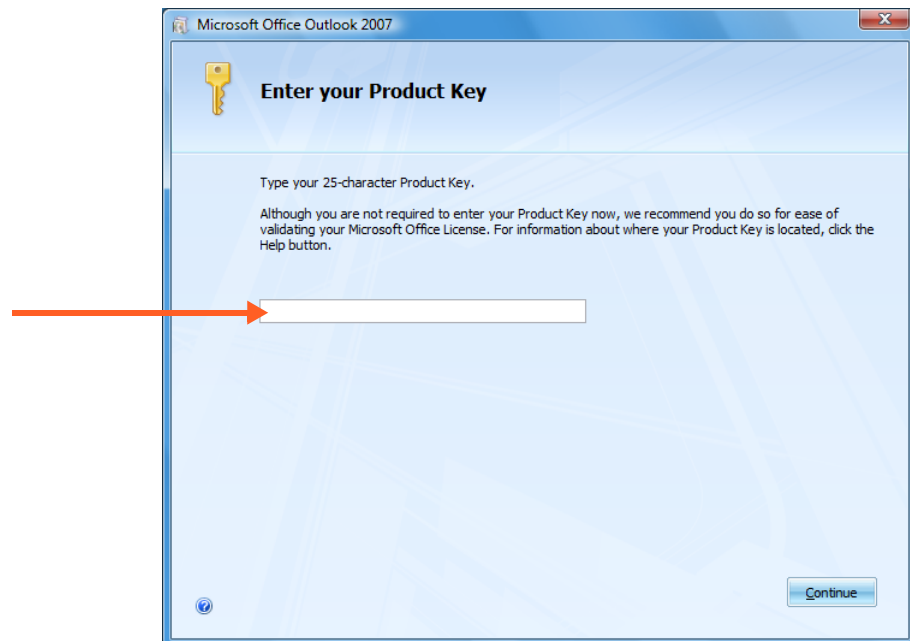 Microsoft Office Outlook 2007
Enter your Product Key
Type your 25-character Product Key.
Although you are not required to enter your Product Key now, we recommend you do so for ease of
validating your Microsoft Office License. For information about where your Product Key is located, click the
Help button.
Continue